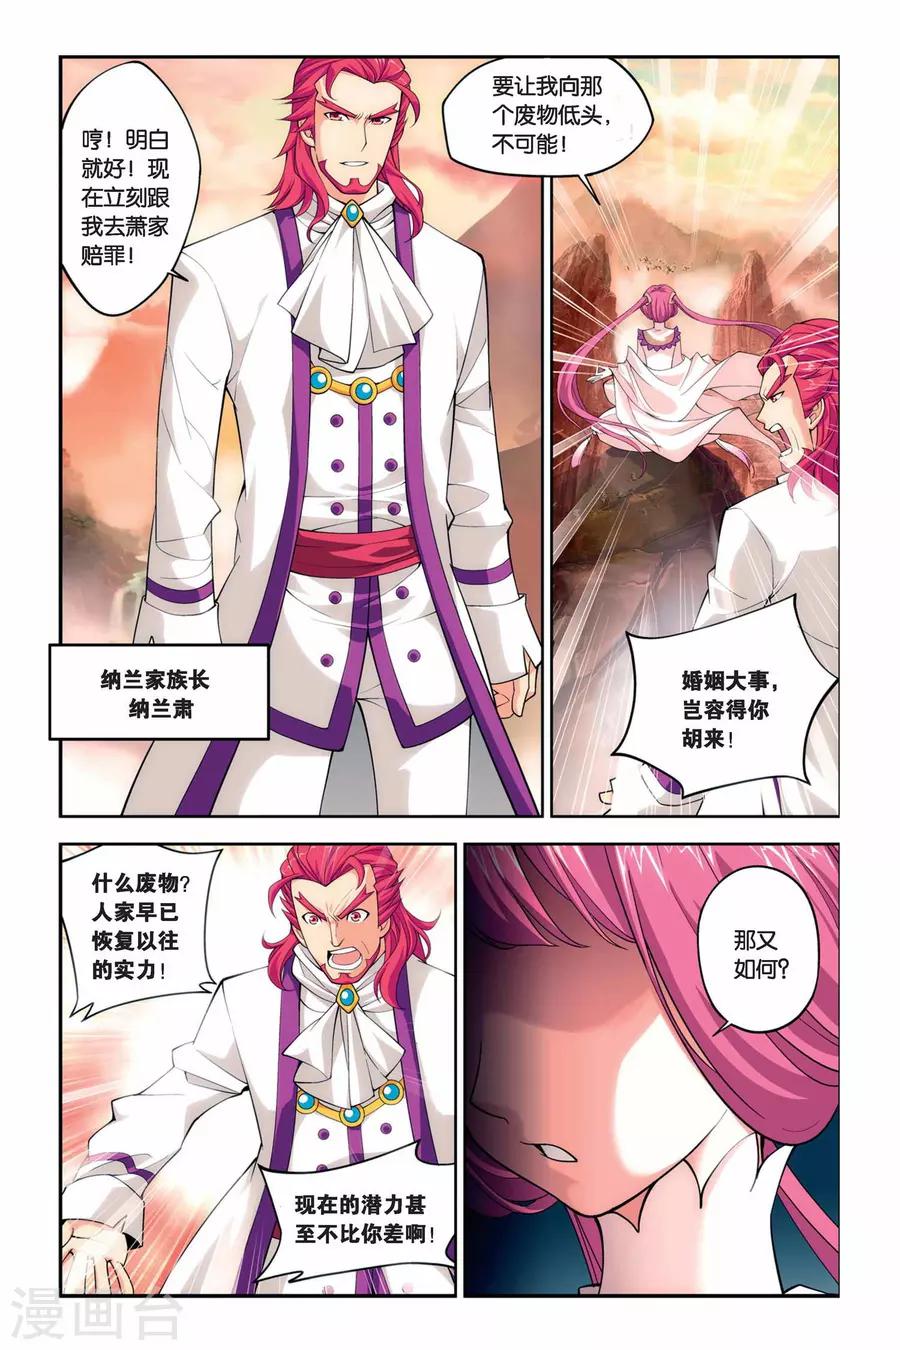 哼！明白
就好！现
在立刻跟
我去萧家
赔罪！
要让我向那
个废物低头，
不可能！
纳兰家族长
纳兰肃
婚姻大事，
岂容得你
胡来！
什么废物？
人家早已
恢复以往
的实力！
现在的潜力甚
至不比你差啊！
那又
如何？
漫画台